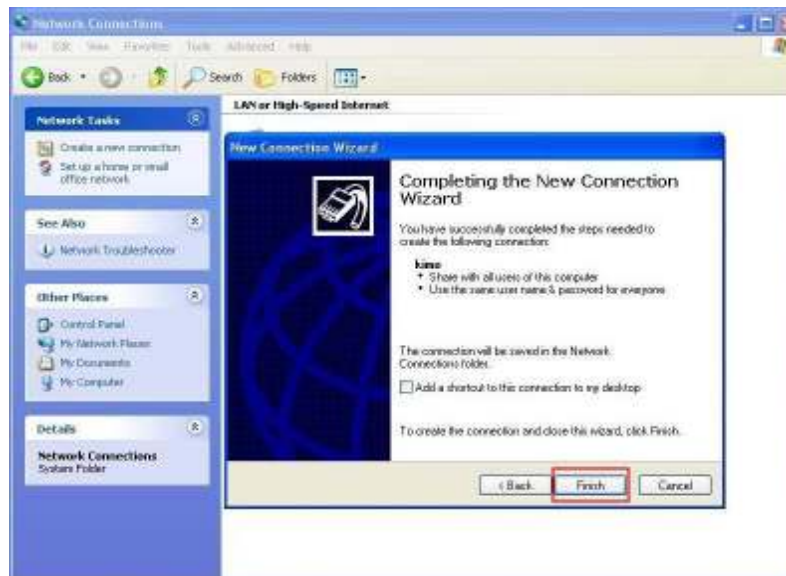 Network Connections
File Edit View Favorites Tools Advanced Help
Back Search Folders
LAN or High-Speed Internet
Network Tasks
Create a new connection
Set up a home or small
office network
See Also
Network Troubleshooter
Other Places
Control Panel
My Network Places
My Documents
My Computer
Details
Network Connections
System Folder
New Connection Wizard
Completing the New Connection
Wizard
You have successfully completed the steps needed to
create the following connection:
kimo
• Share with all users of this computer
• Use the same user name & password for everyone
The connection will be saved in the Network
Connections folder.
Add a shortcut to this connection to my desktop
To create the connection and close this wizard, click Finish.
< Back Finish Cancel